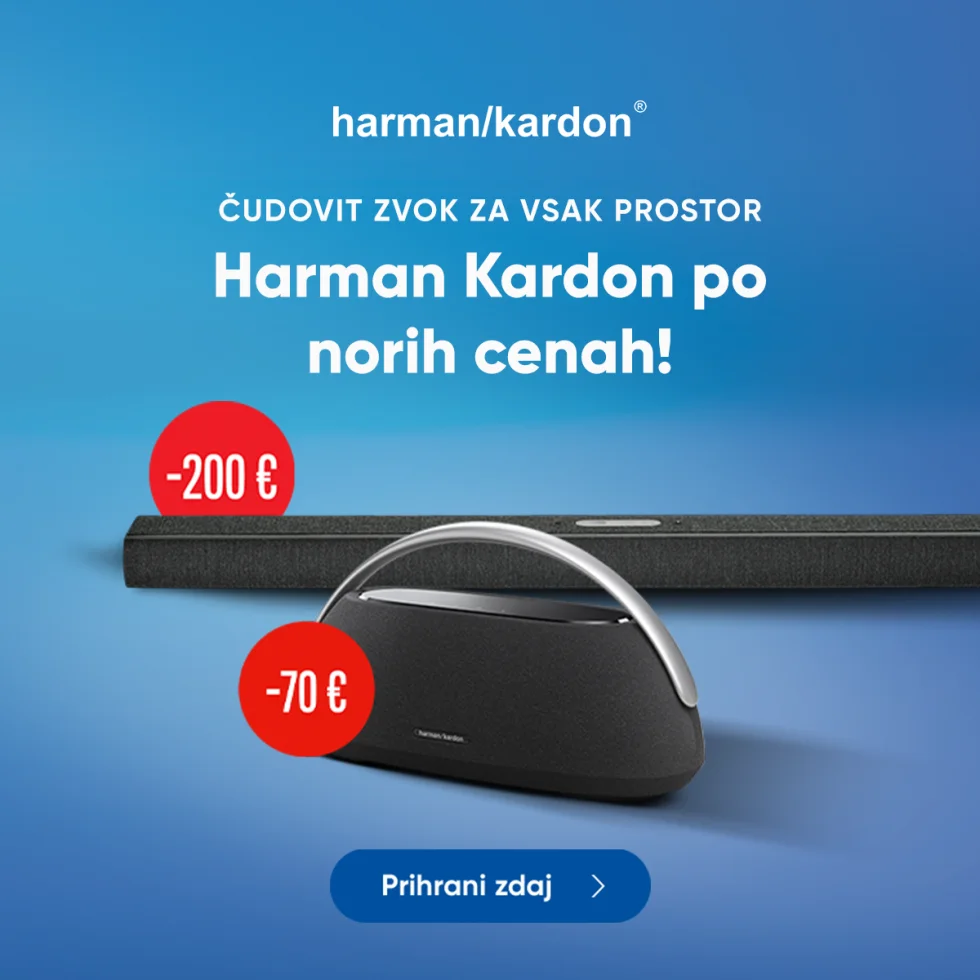 harman/kardon®
ČUDOVIT ZVOK ZA VSAK PROSTOR
Harman Kardon po
norih cenah!
-200 €
-70 €
harman/kardon
Prihrani zdaj